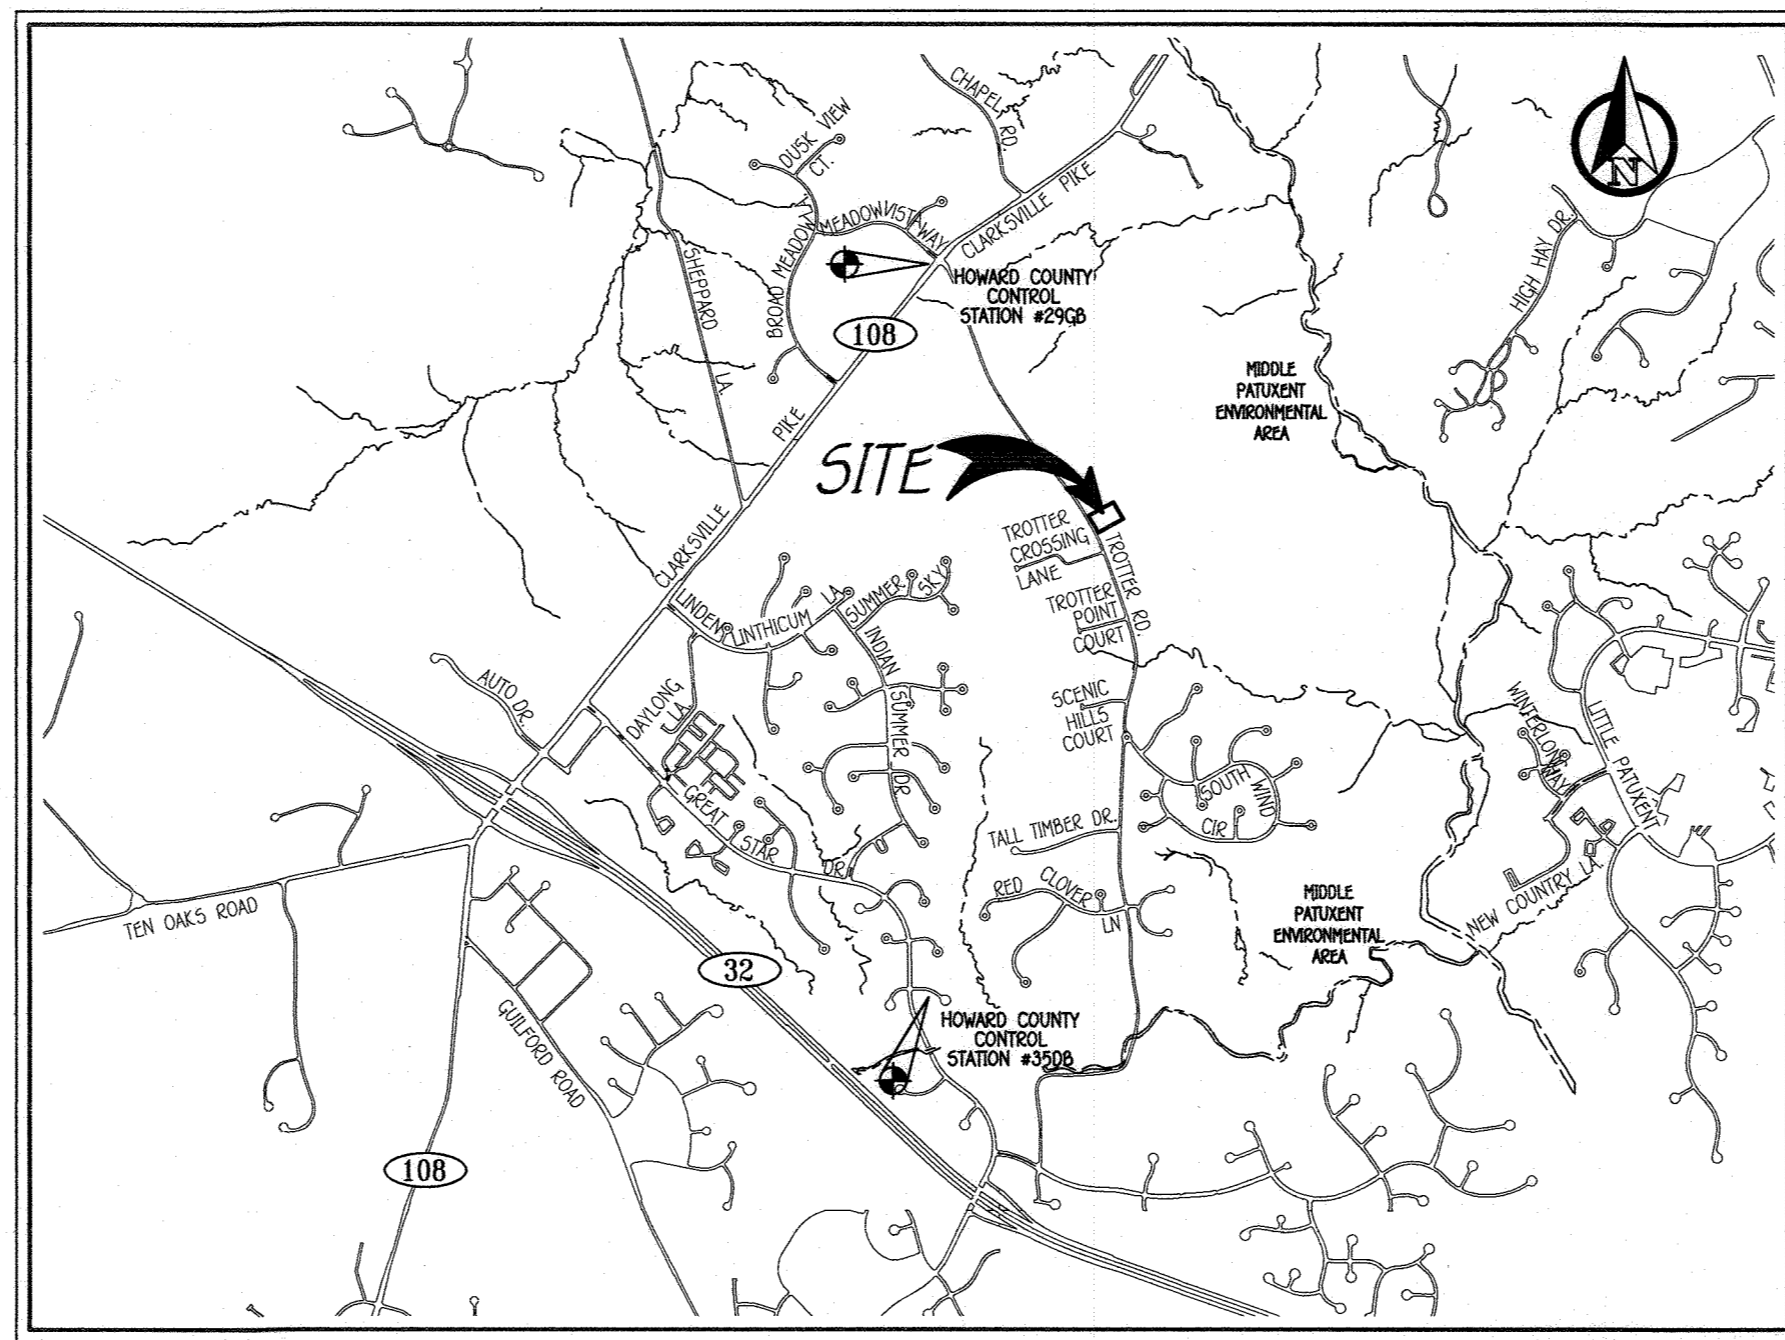 CHAPEL RD.
DUSK VIEW
CT.
MEADOW VISTA WAY
BROAD MEADOW LA.
CLARKSVILLE PIKE
N
SHEPPARD LA.
HOWARD COUNTY
CONTROL
STATION #29GB
108
HIGH HAY DR.
MIDDLE
PATUXENT
ENVIRONMENTAL
AREA
SITE
CLARKSVILLE PIKE
TROTTER
CROSSING
LANE
TROTTER RD.
TROTTER
POINT
COURT
LINDEN LINTHICUM LA.
SUMMER SKY
INDIAN SUMMER DR.
AUTO DR.
DAYLONG
LA.
SCENIC
HILLS
COURT
WINTERLONG
WAY
LITTLE PATUXENT
GREAT STAR DR.
SOUTH WIND
CIR
TALL TIMBER DR.
RED CLOVER
LN
TEN OAKS ROAD
NEW COUNTRY LA.
MIDDLE
PATUXENT
ENVIRONMENTAL
AREA
32
GUILFORD ROAD
HOWARD COUNTY
CONTROL
STATION #35DB
108